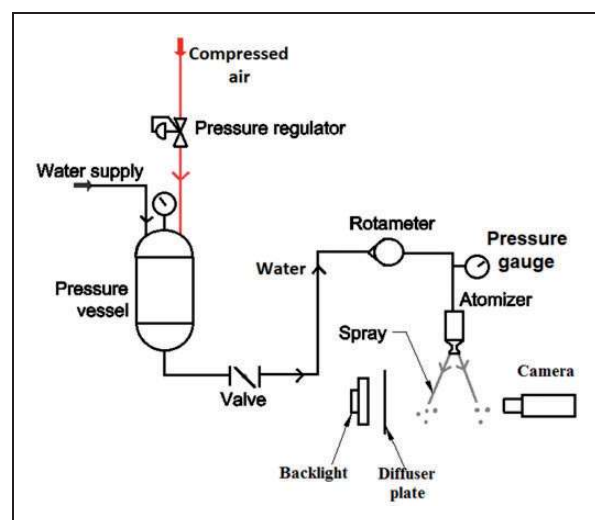 Compressed
air
Pressure regulator
Water supply
Rotameter
Pressure
gauge
Water
Pressure
vessel
Atomizer
Spray
Camera
Valve
Backlight
Diffuser
plate